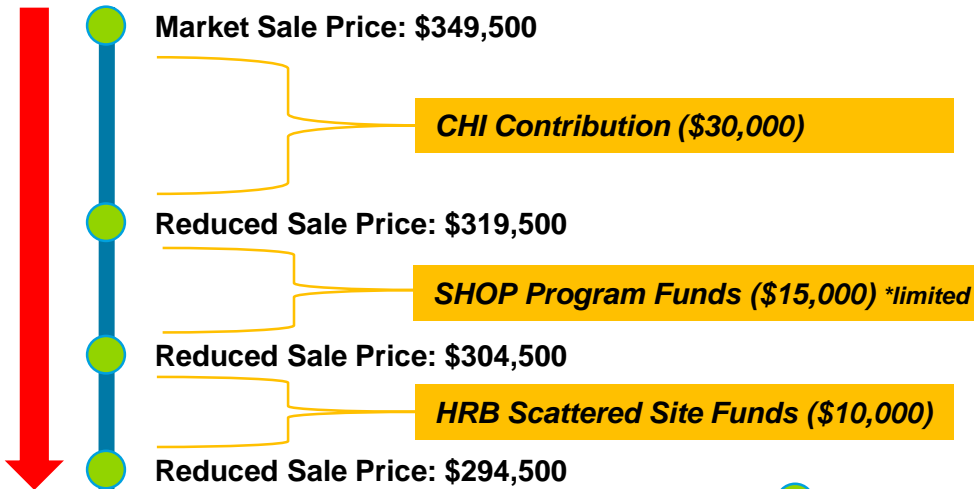 Market Sale Price: $349,500
CHI Contribution ($30,000)
Reduced Sale Price: $319,500
SHOP Program Funds ($15,000) *limited
Reduced Sale Price: $304,500
HRB Scattered Site Funds ($10,000)
Reduced Sale Price: $294,500